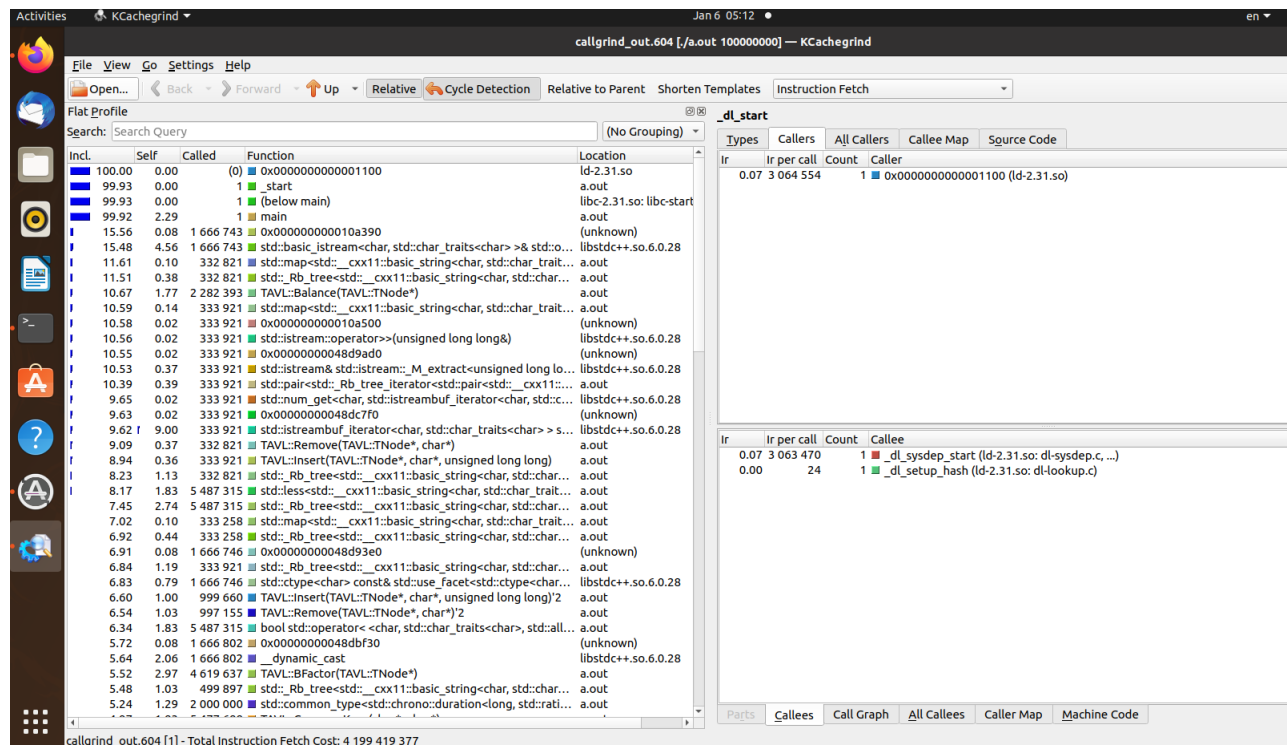 Activities KCachegrind Jan 6 05:12 en
callgrind_out.604 [./a.out 100000000] — KCachegrind
File View Go Settings Help
Open... Back Forward Up Relative Cycle Detection Relative to Parent Shorten Templates Instruction Fetch
Flat Profile
Search: Search Query (No Grouping)
Incl. Self Called Function Location
100.00 0.00 (0) 0x0000000000001100 ld-2.31.so
99.93 0.00 1 _start a.out
99.93 0.00 1 (below main) libc-2.31.so: libc-start
99.92 2.29 1 main a.out
15.56 0.08 1 666 743 0x000000000010a390 (unknown)
15.48 4.56 1 666 743 std::basic_istream<char, std::char_traits<char> >& std::o... libstdc++.so.6.0.28
11.61 0.10 332 821 std::map<std::__cxx11::basic_string<char, std::char_trait... a.out
11.51 0.38 332 821 std::_Rb_tree<std::__cxx11::basic_string<char, std::char... a.out
10.67 1.77 2 282 393 TAVL::Balance(TAVL::TNode*) a.out
10.59 0.14 333 921 std::map<std::__cxx11::basic_string<char, std::char_trait... a.out
10.58 0.02 333 921 0x000000000010a500 (unknown)
10.56 0.02 333 921 std::istream::operator>>(unsigned long long&) libstdc++.so.6.0.28
10.55 0.02 333 921 0x00000000048d9ad0 (unknown)
10.53 0.37 333 921 std::istream& std::istream::_M_extract<unsigned long lo... libstdc++.so.6.0.28
10.39 0.39 333 921 std::pair<std::_Rb_tree_iterator<std::pair<std::__cxx11::... a.out
9.65 0.02 333 921 std::num_get<char, std::istreambuf_iterator<char, std::c... libstdc++.so.6.0.28
9.63 0.02 333 921 0x00000000048dc7f0 (unknown)
9.62 9.00 333 921 std::istreambuf_iterator<char, std::char_traits<char> > s... libstdc++.so.6.0.28
9.09 0.37 332 821 TAVL::Remove(TAVL::TNode*, char*) a.out
8.94 0.36 333 921 TAVL::Insert(TAVL::TNode*, char*, unsigned long long) a.out
8.23 1.13 332 821 std::_Rb_tree<std::__cxx11::basic_string<char, std::char... a.out
8.17 1.83 5 487 315 std::less<std::__cxx11::basic_string<char, std::char_trait... a.out
7.45 2.74 5 487 315 std::_Rb_tree<std::__cxx11::basic_string<char, std::char... a.out
7.02 0.10 333 258 std::map<std::__cxx11::basic_string<char, std::char_trait... a.out
6.92 0.44 333 258 std::_Rb_tree<std::__cxx11::basic_string<char, std::char... a.out
6.91 0.08 1 666 746 0x00000000048d93e0 (unknown)
6.84 1.19 333 921 std::_Rb_tree<std::__cxx11::basic_string<char, std::char... a.out
6.83 0.79 1 666 746 std::ctype<char> const& std::use_facet<std::ctype<char... libstdc++.so.6.0.28
6.60 1.00 999 660 TAVL::Insert(TAVL::TNode*, char*, unsigned long long)'2 a.out
6.54 1.03 997 155 TAVL::Remove(TAVL::TNode*, char*)'2 a.out
6.34 1.83 5 487 315 bool std::operator< <char, std::char_traits<char>, std::all... a.out
5.72 0.08 1 666 802 0x00000000048dbf30 (unknown)
5.64 2.06 1 666 802 __dynamic_cast libstdc++.so.6.0.28
5.52 2.97 4 619 637 TAVL::BFactor(TAVL::TNode*) a.out
5.48 1.03 499 897 std::_Rb_tree<std::__cxx11::basic_string<char, std::char... a.out
5.24 1.29 2 000 000 std::common_type<std::chrono::duration<long, std::rati... a.out
callgrind_out.604 [1] - Total Instruction Fetch Cost: 4 199 419 377
_dl_start
Types Callers All Callers Callee Map Source Code
Ir Ir per call Count Caller
0.07 3 064 554 1 0x0000000000001100 (ld-2.31.so)
Ir Ir per call Count Callee
0.07 3 063 470 1 _dl_sysdep_start (ld-2.31.so: dl-sysdep.c, ...)
0.00 24 1 _dl_setup_hash (ld-2.31.so: dl-lookup.c)
Parts Callees Call Graph All Callees Caller Map Machine Code